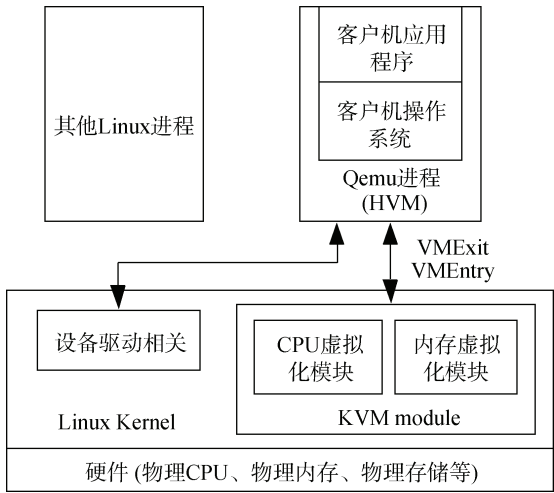 客户机应用
程序
其他Linux进程
客户机操作
系统
Qemu进程
(HVM)
VMExit
VMEntry
设备驱动相关
CPU虚拟
化模块
内存虚拟
化模块
Linux Kernel
KVM module
硬件 (物理CPU、物理内存、物理存储等)